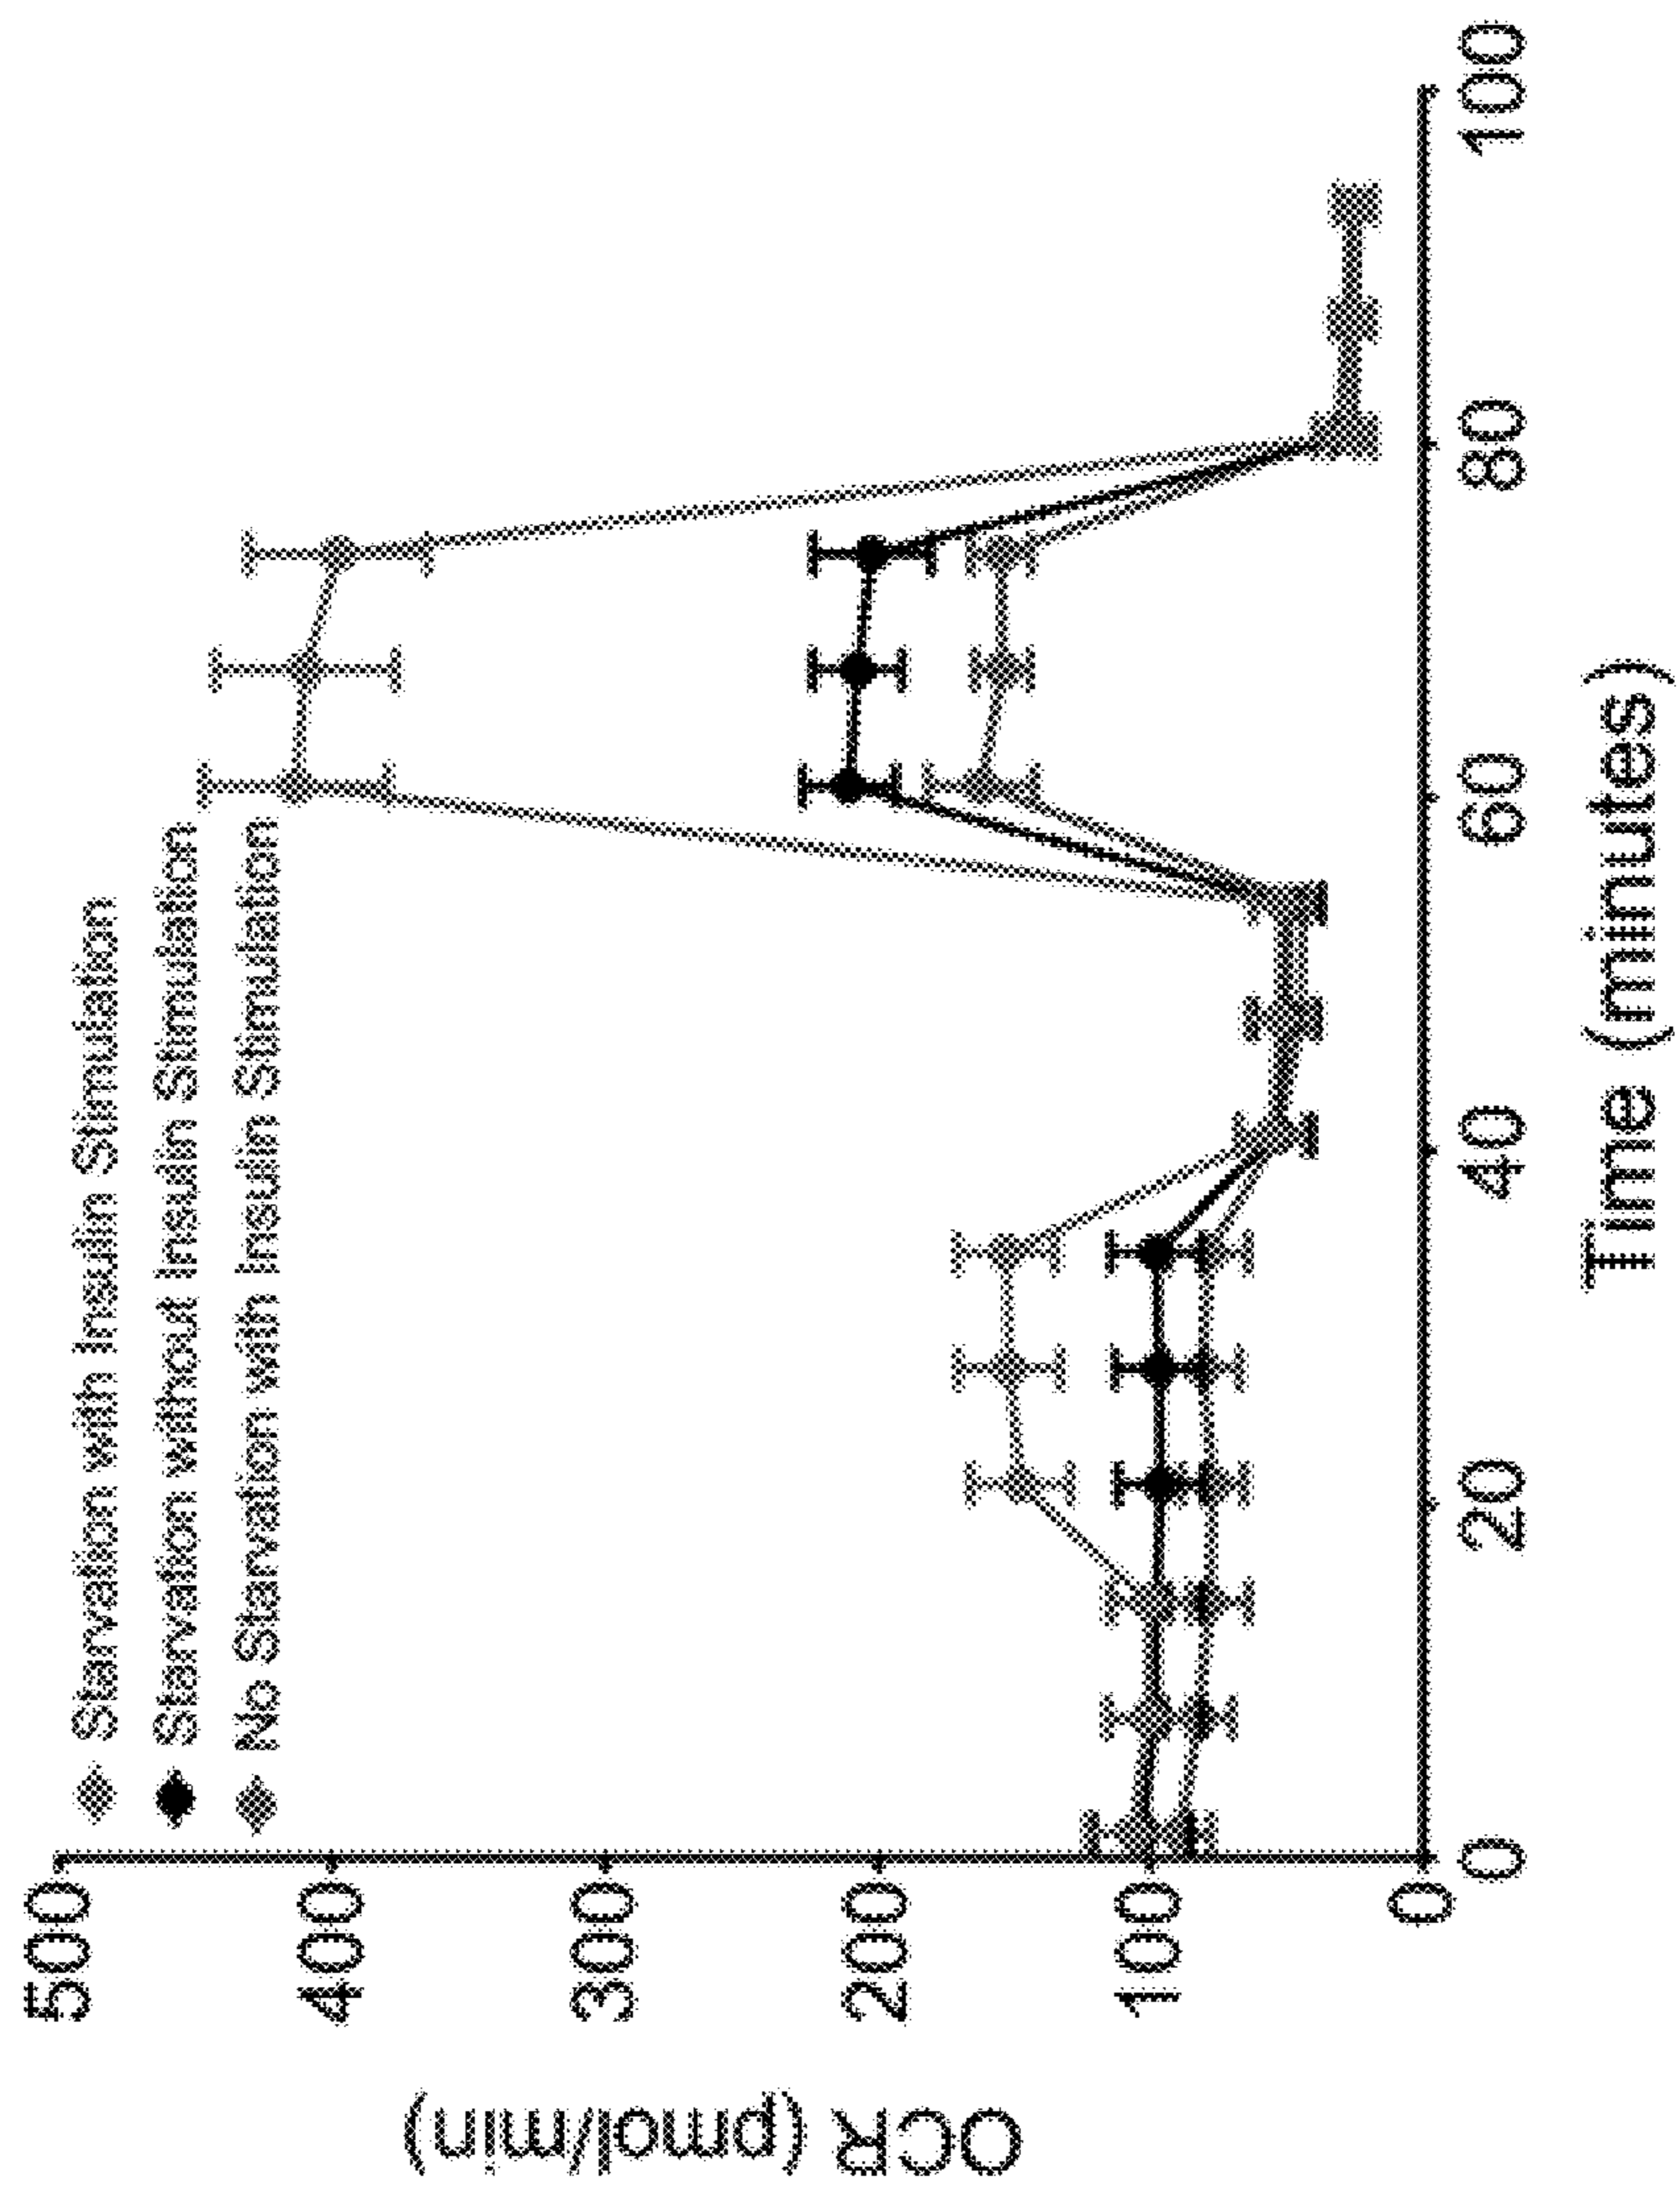 Starvation with Insulin Stimulation
Starvation without Insulin Stimulation
No Starvation with Insulin Stimulation
OCR (pmol/min)
500
400
300
200
100
0
0
20
40
60
80
100
Time (minutes)